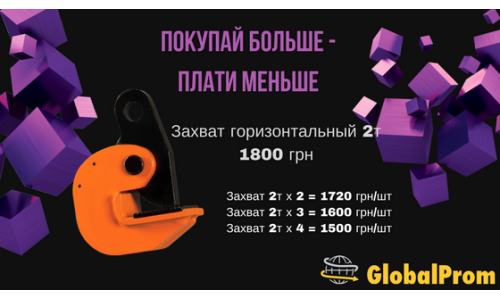 ПОКУПАЙ БОЛЬШЕ -
ПЛАТИ МЕНЬШЕ
Захват горизонтальный 2т
1800 грн
Захват 2т х 2 = 1720 грн/шт
Захват 2т х 3 = 1600 грн/шт
Захват 2т х 4 = 1500 грн/шт
GlobalProm